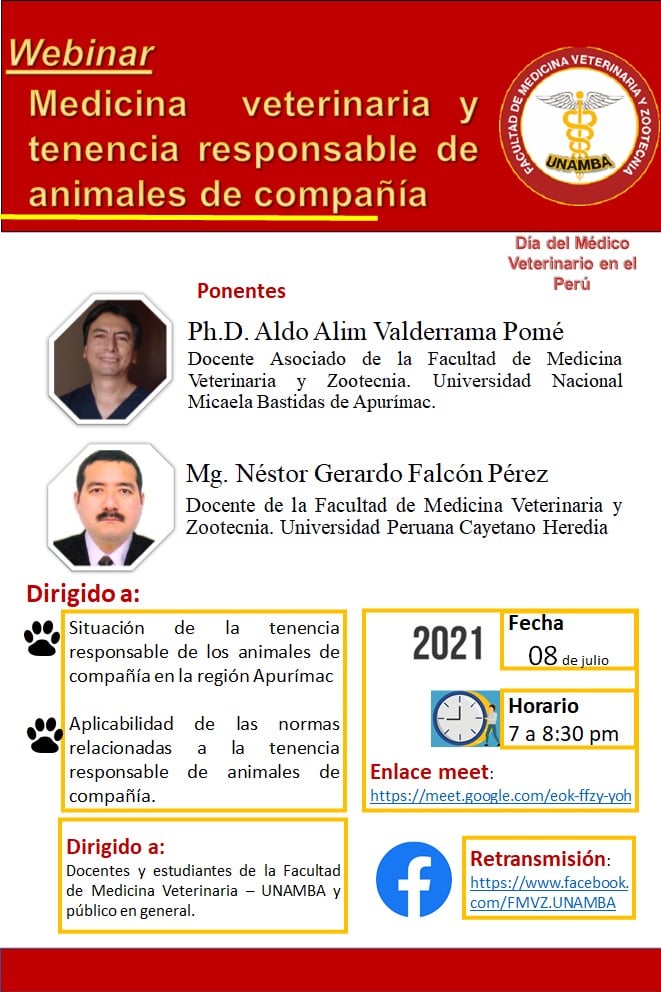 Webinar
Medicina veterinaria y
tenencia responsable de
animales de compañía
FACULTAD DE MEDICINA VETERINARIA Y ZOOTECNIA
UNAMBA
Día del Médico
Veterinario en el
Perú
Ponentes
Ph.D. Aldo Alim Valderrama Pomé
Docente Asociado de la Facultad de Medicina
Veterinaria y Zootecnia. Universidad Nacional
Micaela Bastidas de Apurímac.
Mg. Néstor Gerardo Falcón Pérez
Docente de la Facultad de Medicina Veterinaria y
Zootecnia. Universidad Peruana Cayetano Heredia
Dirigido a:
Situación de la tenencia
responsable de los animales de
compañía en la región Apurímac
Aplicabilidad de las normas
relacionadas a la tenencia
responsable de animales de
compañía.
2021
Fecha
08 de julio
Horario
7 a 8:30 pm
Enlace meet:
https://meet.google.com/eok-ffzy-yoh
Dirigido a:
Docentes y estudiantes de la Facultad
de Medicina Veterinaria – UNAMBA y
público en general.
Retransmisión:
https://www.facebook.
com/FMVZ.UNAMBA